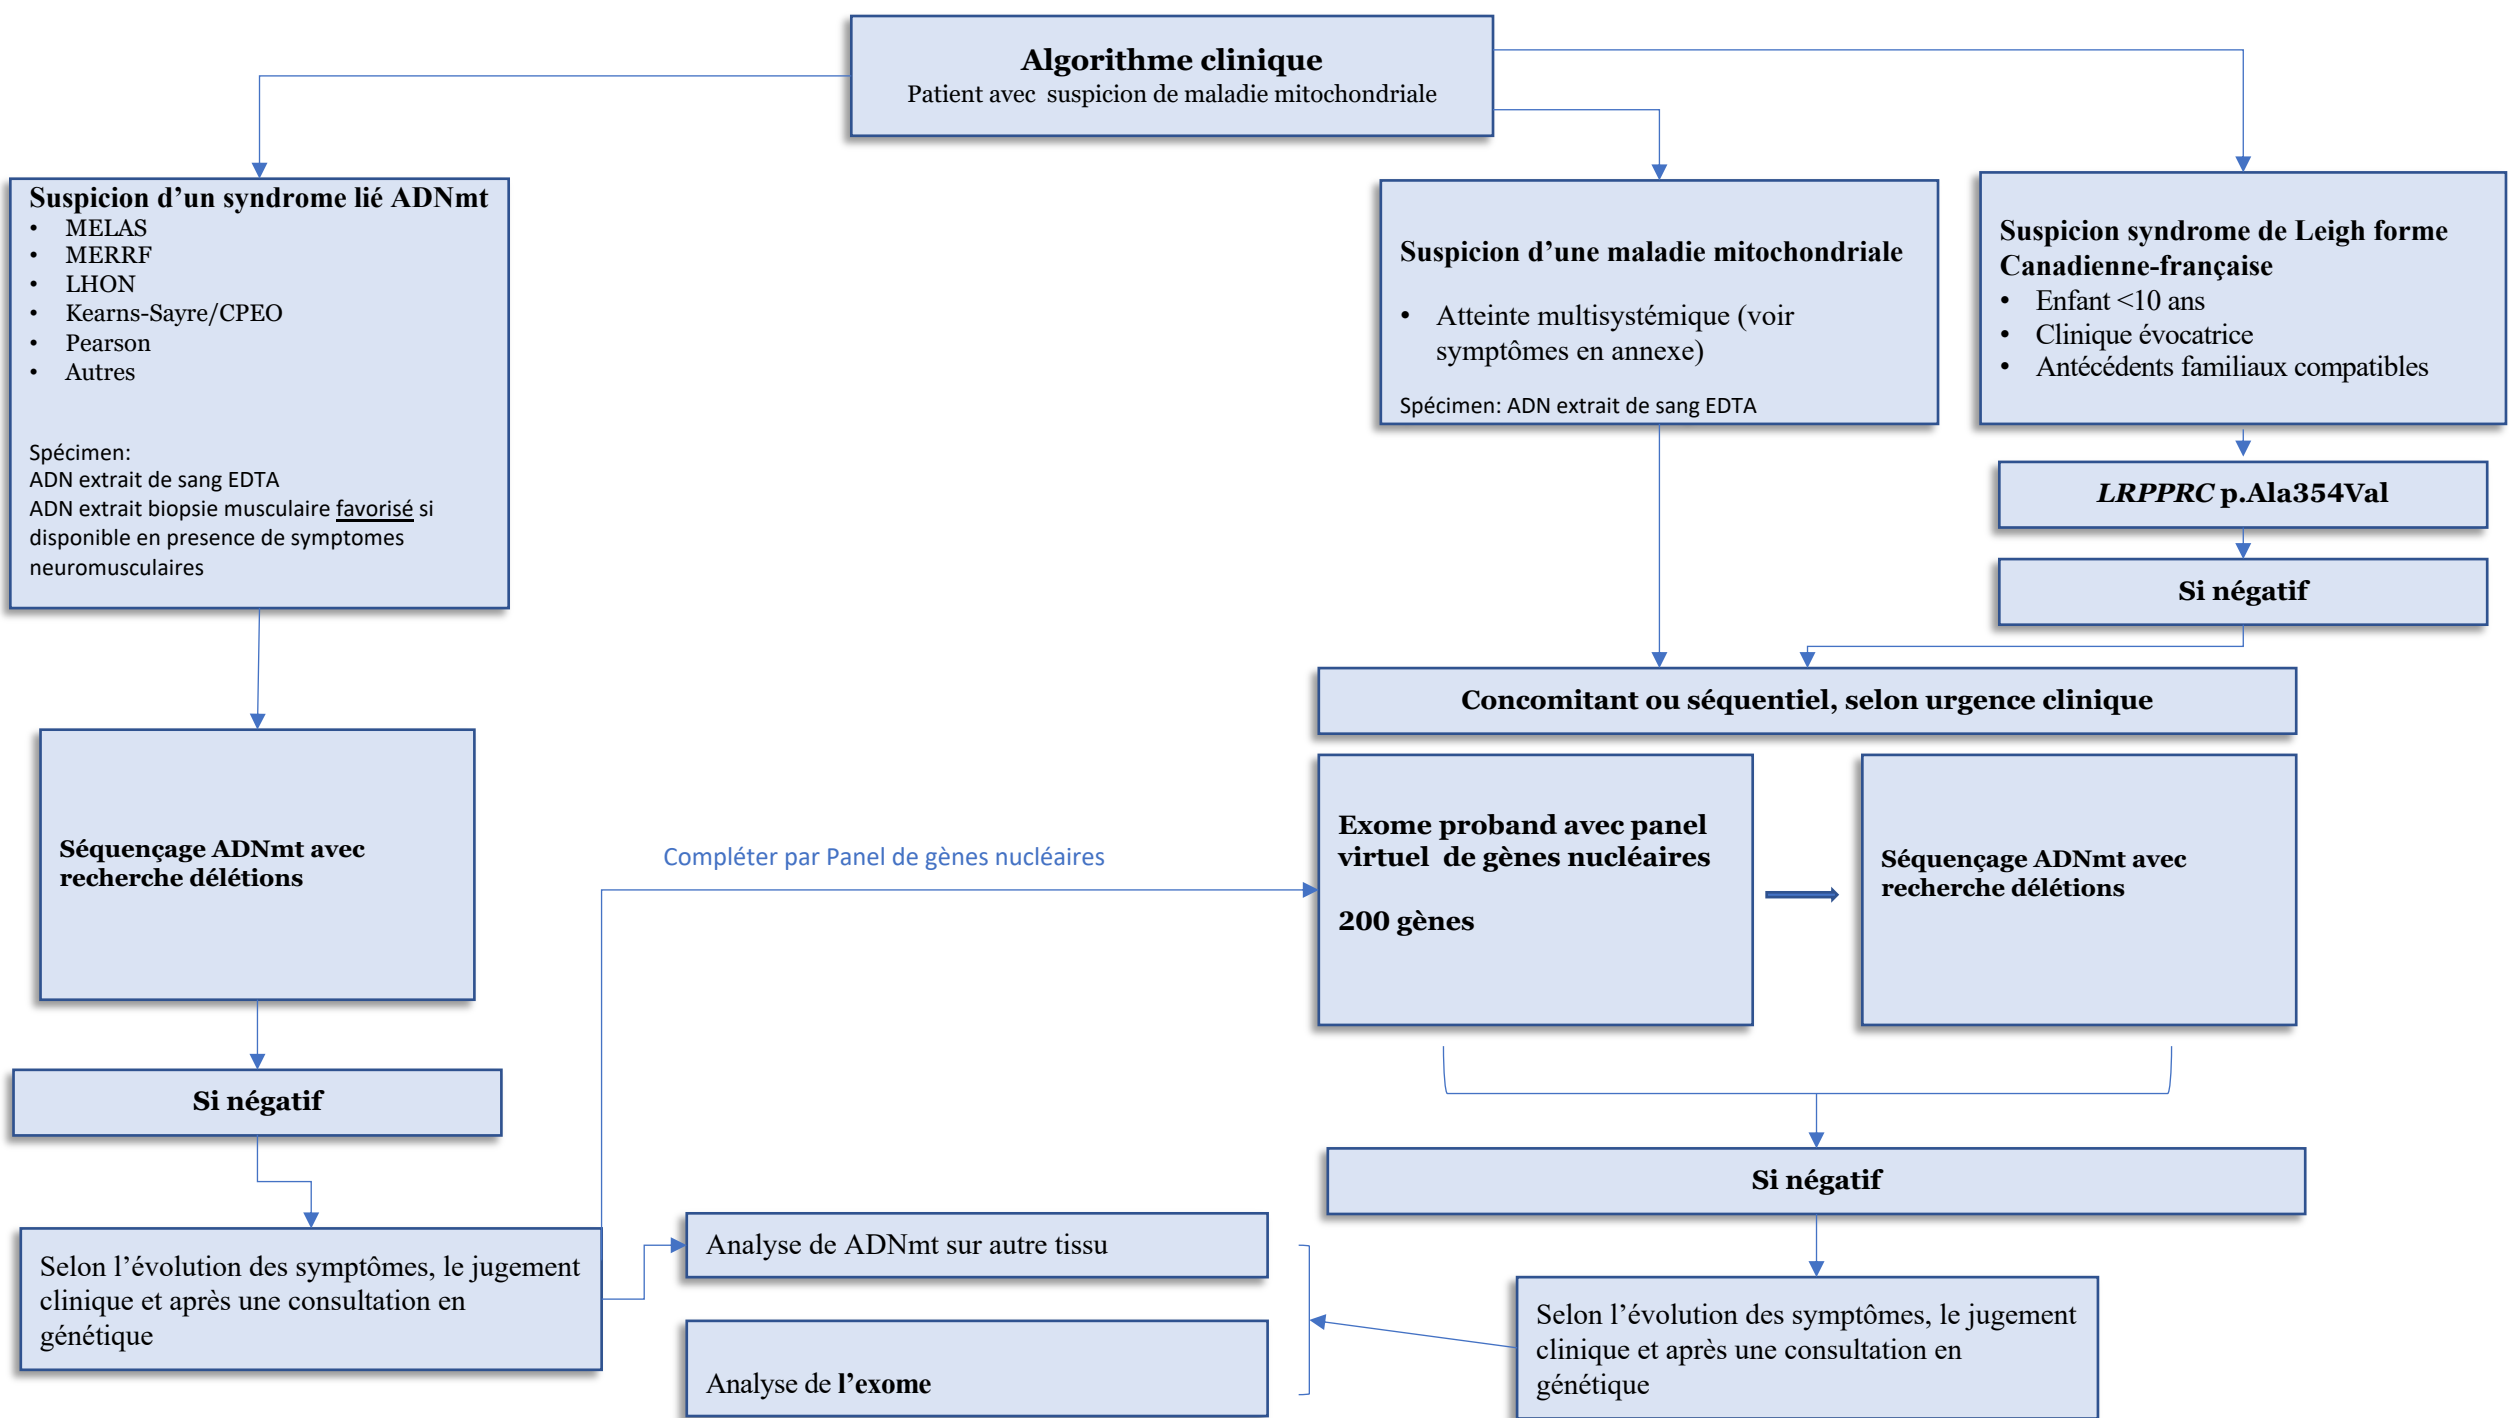 Algorithme clinique
Patient avec suspicion de maladie mitochondriale
Suspicion d’un syndrome lié ADNmt
• MELAS
• MERRF
• LHON
• Kearns-Sayre/CPEO
• Pearson
• Autres
Spécimen:
ADN extrait de sang EDTA
ADN extrait biopsie musculaire favorisé si
disponible en presence de symptomes
neuromusculaires
Suspicion d’une maladie mitochondriale
• Atteinte multisystémique (voir
symptômes en annexe)
Spécimen: ADN extrait de sang EDTA
Suspicion syndrome de Leigh forme
Canadienne-française
• Enfant <10 ans
• Clinique évocatrice
• Antécédents familiaux compatibles
LRPPRC p.Ala354Val
Si négatif
Concomitant ou séquentiel, selon urgence clinique
Séquençage ADNmt avec
recherche délétions
Compléter par Panel de gènes nucléaires
Exome proband avec panel
virtuel de gènes nucléaires
200 gènes
Séquençage ADNmt avec
recherche délétions
Si négatif
Si négatif
Selon l’évolution des symptômes, le jugement
clinique et après une consultation en
génétique
Analyse de ADNmt sur autre tissu
Analyse de l’exome
Selon l’évolution des symptômes, le jugement
clinique et après une consultation en
génétique